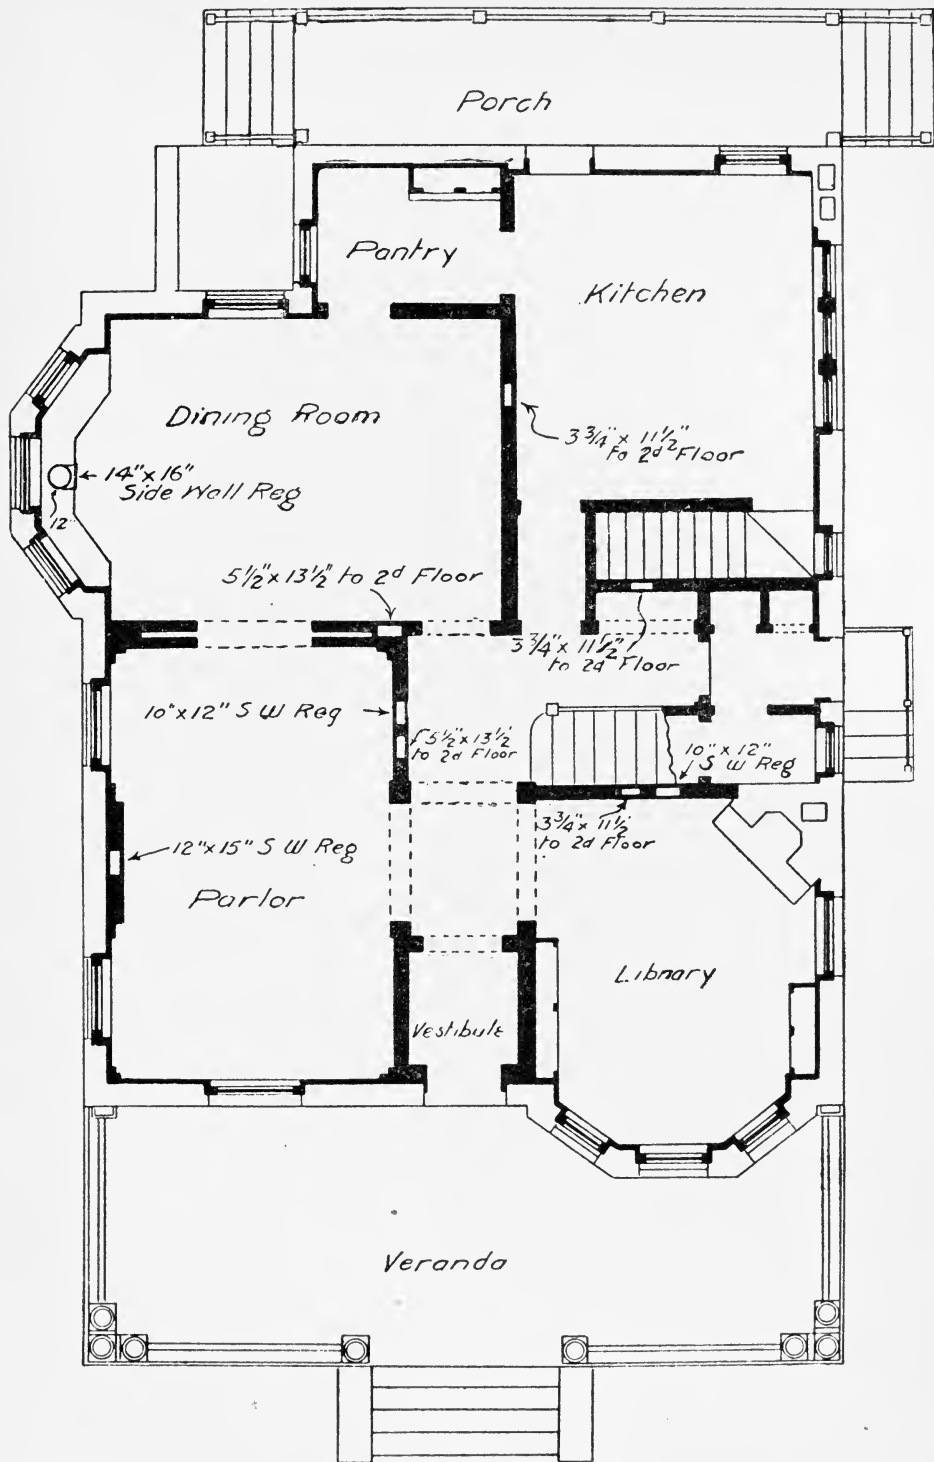 Porch
Pantry
Kitchen
Dining Room
3 3/4" x 11 1/2"
to 2d Floor
14" x 16"
Side Wall Reg
12"
5 1/2" x 13 1/2" to 2d Floor
3 3/4" x 11 1/2"
to 2d Floor
10" x 12" S W Reg
5 1/2" x 13 1/2"
to 2d Floor
10" x 12"
S W Reg
3 3/4" x 11 1/2"
to 2d Floor
12" x 15" S W Reg
Parlor
Library
Vestibule
Veranda